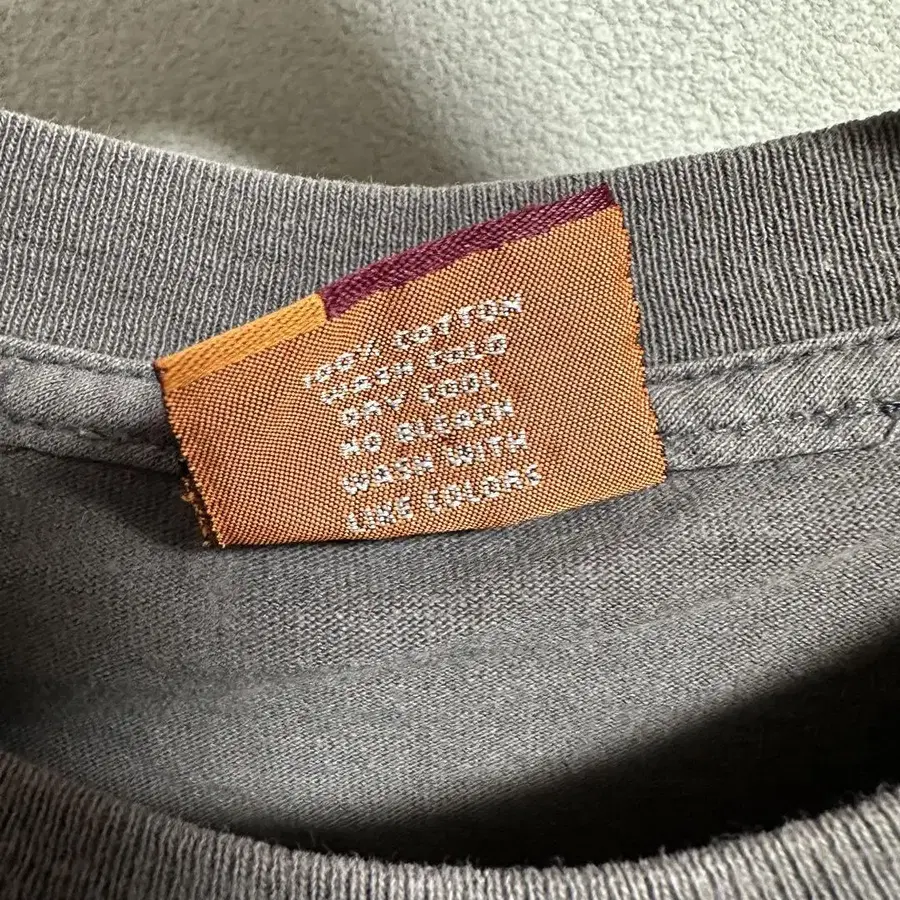 100% COTTON
WASH COLD
DRY COOL
NO BLEACH
WASH WITH
LIKE COLORS